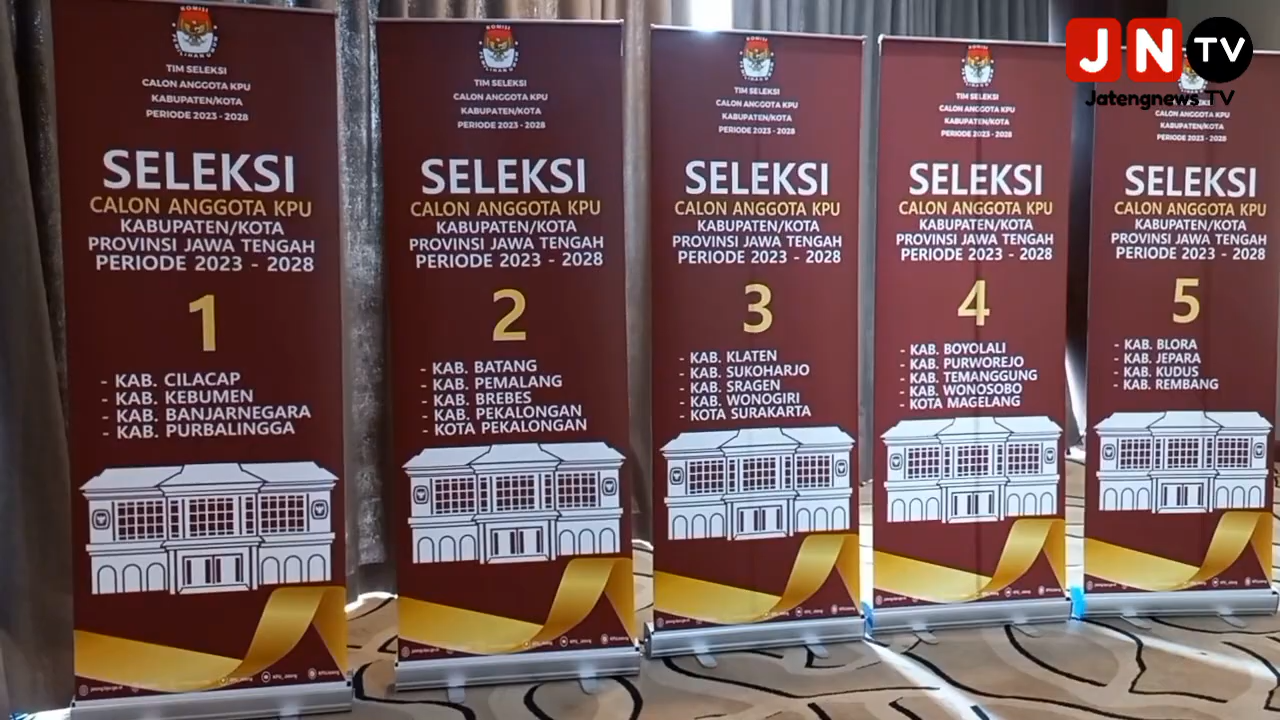 TIM SELEKSI
CALON ANGGOTA KPU
KABUPATEN/KOTA
PERIODE 2023 - 2028
SELEKSI
CALON ANGGOTA KPU
KABUPATEN/KOTA
PROVINSI JAWA TENGAH
PERIODE 2023 - 2028
1
- KAB. CILACAP
- KAB. KEBUMEN
- KAB. BANJARNEGARA
- KAB. PURBALINGGA
TIM SELEKSI
CALON ANGGOTA KPU
KABUPATEN/KOTA
PERIODE 2023 - 2028
SELEKSI
CALON ANGGOTA KPU
KABUPATEN/KOTA
PROVINSI JAWA TENGAH
PERIODE 2023 - 2028
2
- KAB. BATANG
- KAB. PEMALANG
- KAB. BREBES
- KAB. PEKALONGAN
- KOTA PEKALONGAN
TIM SELEKSI
CALON ANGGOTA KPU
KABUPATEN/KOTA
PERIODE 2023 - 2028
SELEKSI
CALON ANGGOTA KPU
KABUPATEN/KOTA
PROVINSI JAWA TENGAH
PERIODE 2023 - 2028
3
- KAB. KLATEN
- KAB. SUKOHARJO
- KAB. SRAGEN
- KAB. WONOGIRI
- KOTA SURAKARTA
TIM SELEKSI
CALON ANGGOTA KPU
KABUPATEN/KOTA
PERIODE 2023 - 2028
SELEKSI
CALON ANGGOTA KPU
KABUPATEN/KOTA
PROVINSI JAWA TENGAH
PERIODE 2023 - 2028
4
- KAB. BOYOLALI
- KAB. PURWOREJO
- KAB. TEMANGGUNG
- KAB. WONOSOBO
- KOTA MAGELANG
JN TV
Jatengnews.TV
CALON ANGGOTA KPU
KABUPATEN/KOTA
PERIODE 2023 - 2028
SELEKSI
CALON ANGGOTA KPU
KABUPATEN/KOTA
PROVINSI JAWA TENGAH
PERIODE 2023 - 2028
5
- KAB. BLORA
- KAB. JEPARA
- KAB. KUDUS
- KAB. REMBANG